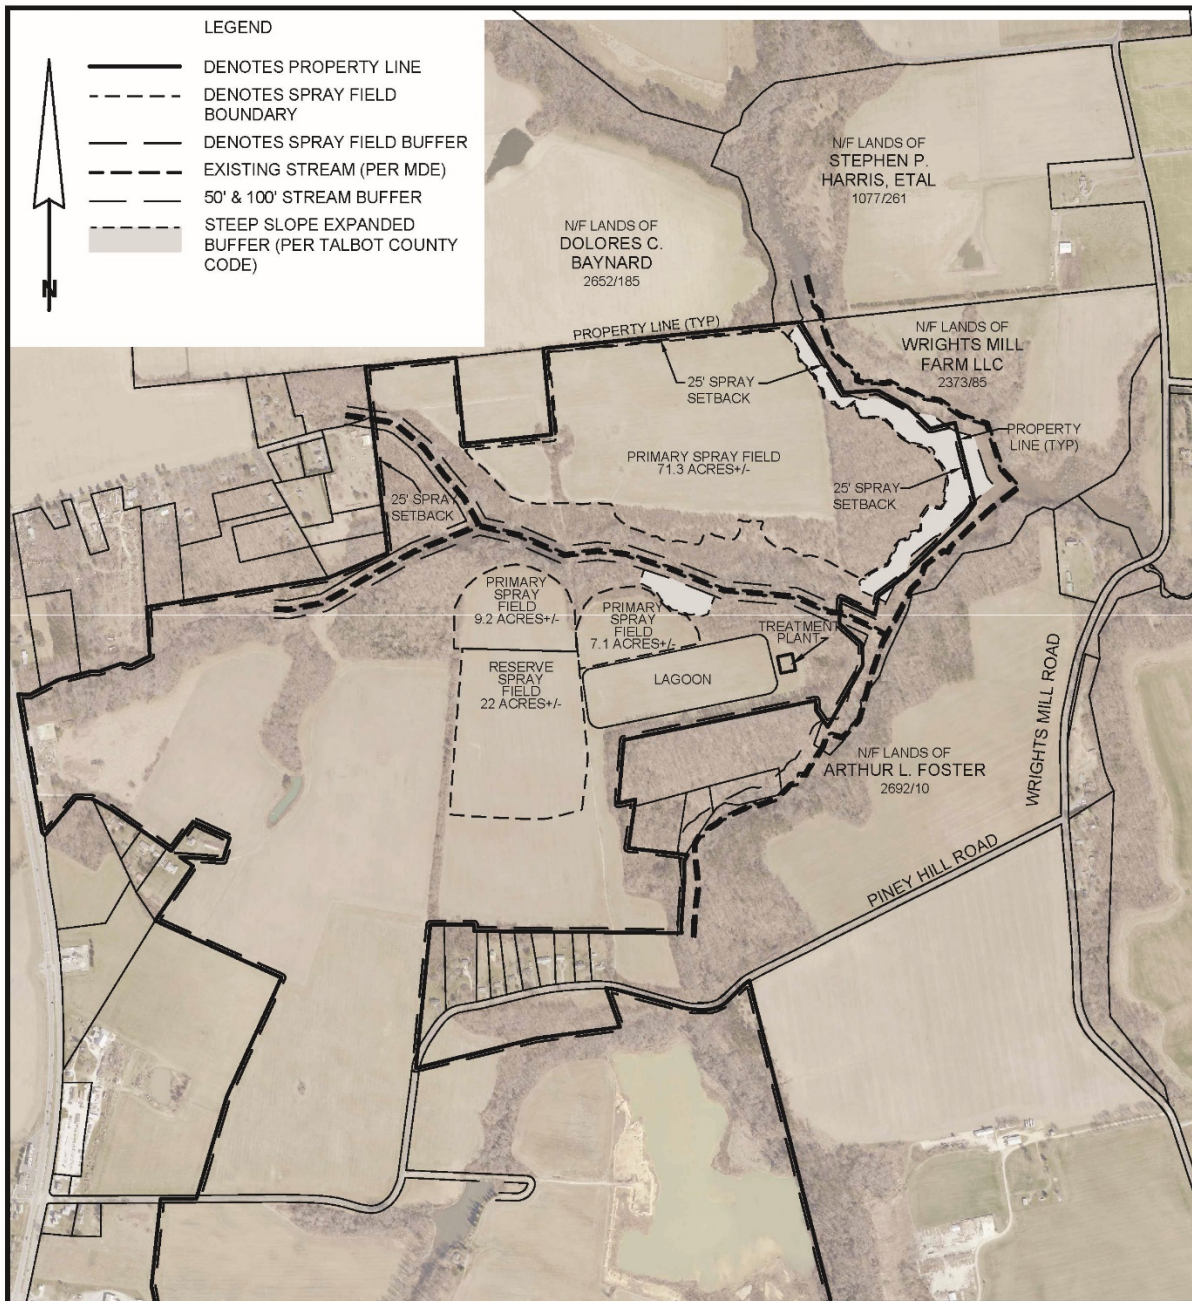 LEGEND
DENOTES PROPERTY LINE
DENOTES SPRAY FIELD
BOUNDARY
DENOTES SPRAY FIELD BUFFER
EXISTING STREAM (PER MDE)
50' & 100' STREAM BUFFER
STEEP SLOPE EXPANDED
BUFFER (PER TALBOT COUNTY
CODE)
N
N/F LANDS OF
STEPHEN P.
HARRIS, ETAL
1077/261
N/F LANDS OF
DOLORES C.
BAYNARD
2652/185
PROPERTY LINE (TYP)
N/F LANDS OF
WRIGHTS MILL
FARM LLC
2373/85
25' SPRAY
SETBACK
PROPERTY
LINE (TYP)
PRIMARY SPRAY FIELD
71.3 ACRES+/-
25' SPRAY
SETBACK
25' SPRAY
SETBACK
PRIMARY
SPRAY
FIELD
9.2 ACRES+/-
PRIMARY
SPRAY
FIELD
7.1 ACRES+/-
TREATMENT
PLANT
RESERVE
SPRAY
FIELD
22 ACRES+/-
LAGOON
N/F LANDS OF
ARTHUR L. FOSTER
2692/10
WRIGHTS MILL ROAD
PINEY HILL ROAD